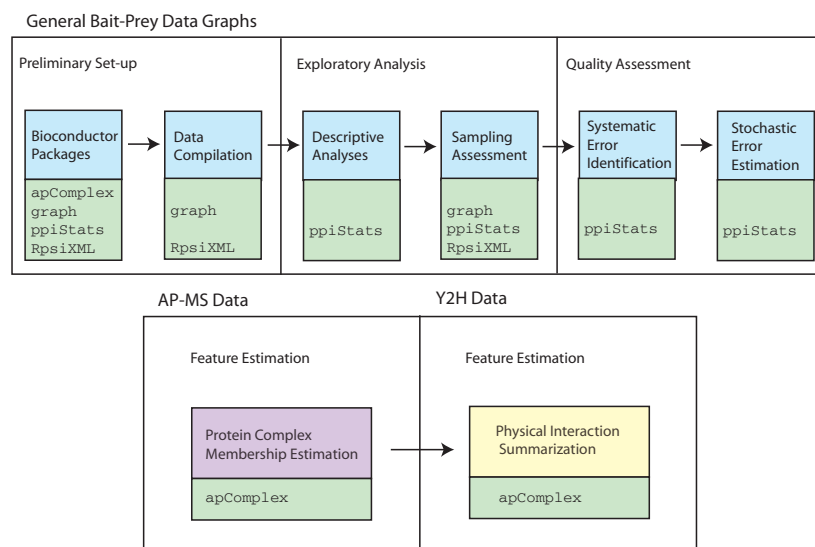 General Bait-Prey Data Graphs
Preliminary Set-up
Exploratory Analysis
Quality Assessment
Bioconductor
Packages
Data
Compilation
Descriptive
Analyses
Sampling
Assessment
Systematic
Error
Identification
Stochastic
Error
Estimation
apComplex
graph
ppiStats
RpsiXML
graph
RpsiXML
ppiStats
graph
ppiStats
RpsiXML
ppiStats
ppiStats
AP-MS Data
Y2H Data
Feature Estimation
Feature Estimation
Protein Complex
Membership Estimation
Physical Interaction
Summarization
apComplex
apComplex